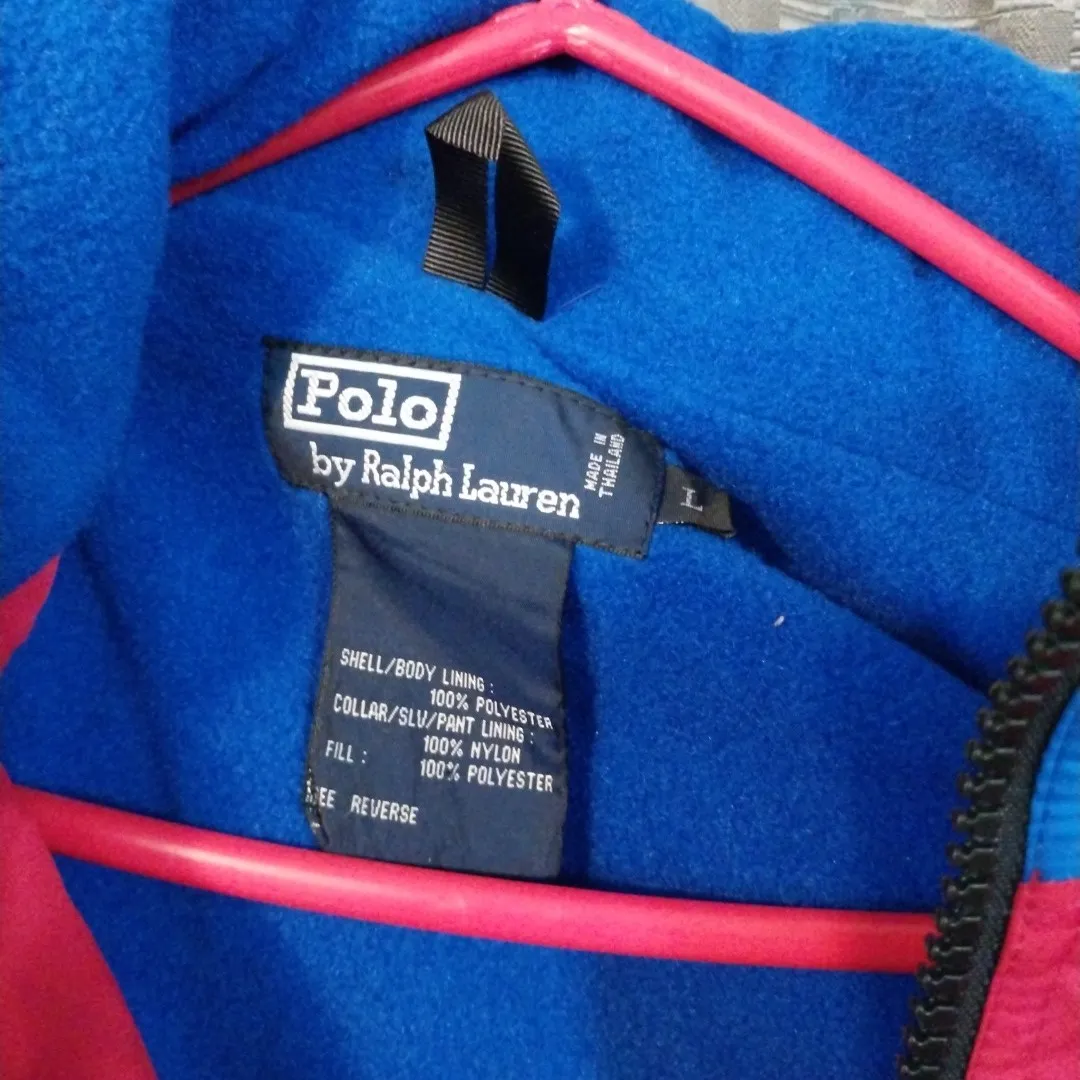 Polo
by Ralph Lauren
MADE IN
THAILAND
L
SHELL/BODY LINING :
100% POLYESTER
COLLAR/SLV/PANT LINING :
100% NYLON
FILL :
100% POLYESTER
SEE REVERSE